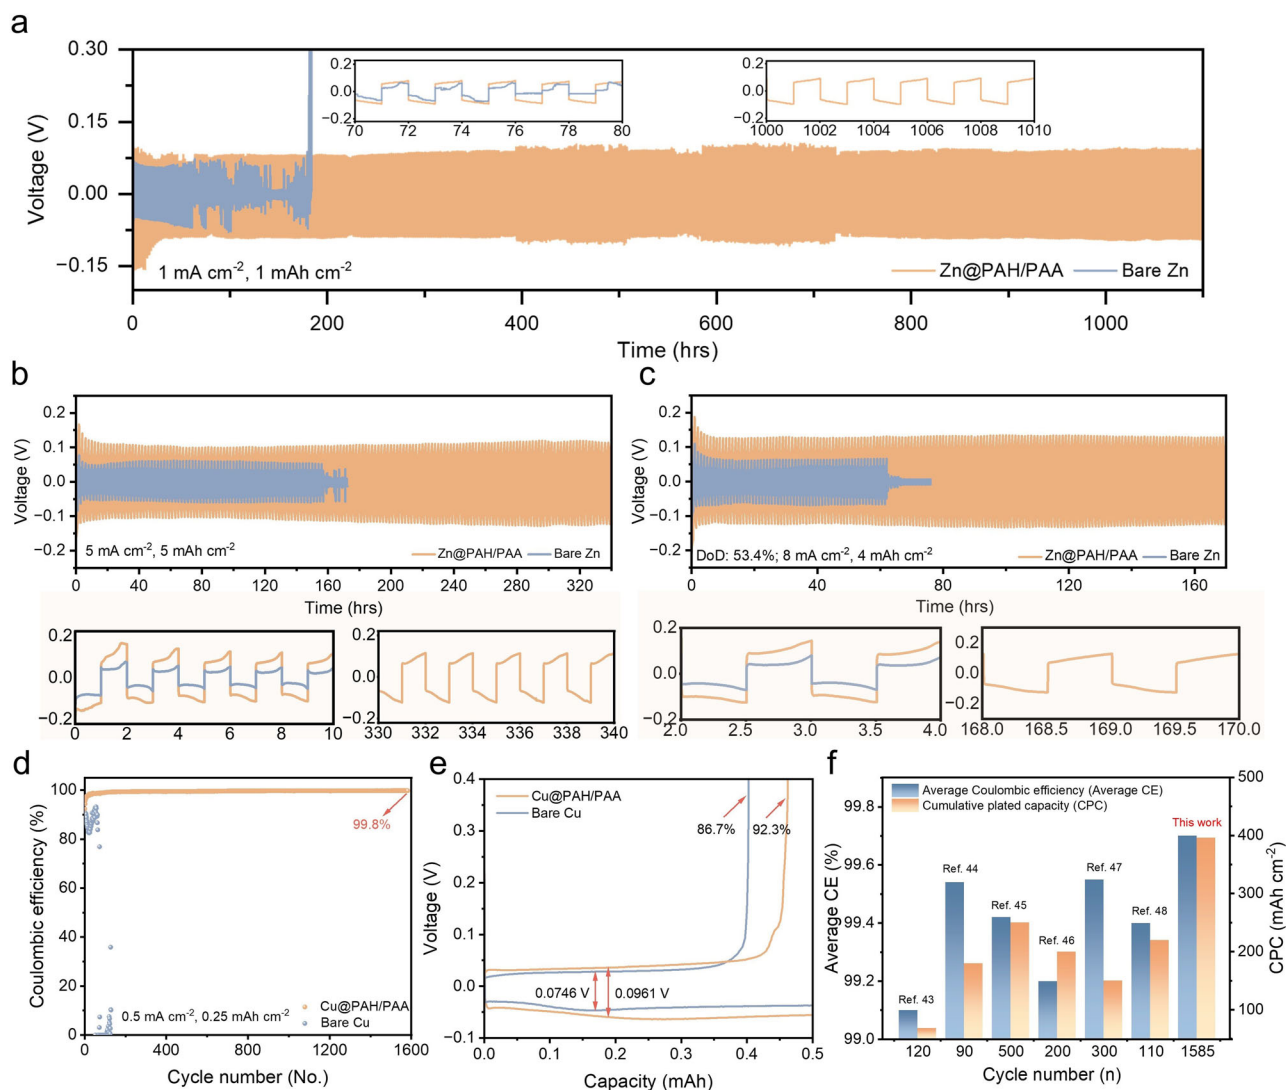 a
Voltage (V)
0.30
0.15
0.00
−0.15
0.2
0.0
−0.2
70 72 74 76 78 80
0.2
0.0
−0.2
1000 1002 1004 1006 1008 1010
1 mA cm⁻², 1 mAh cm⁻²
Zn@PAH/PAA Bare Zn
0 200 400 600 800 1000
Time (hrs)
b
Voltage (V)
0.2
0.1
0.0
−0.1
−0.2
5 mA cm⁻², 5 mAh cm⁻²
Zn@PAH/PAA Bare Zn
0 40 80 120 160 200 240 280 320
Time (hrs)
0.2
0.0
−0.2
0 2 4 6 8 10
0.2
0.0
−0.2
330 332 334 336 338 340
c
Voltage (V)
0.2
0.1
0.0
−0.1
−0.2
DoD: 53.4%; 8 mA cm⁻², 4 mAh cm⁻²
Zn@PAH/PAA Bare Zn
0 40 80 120 160
Time (hrs)
0.2
0.0
−0.2
2.0 2.5 3.0 3.5 4.0
0.2
0.0
−0.2
168.0 168.5 169.0 169.5 170.0
d
Coulombic efficiency (%)
100
80
60
40
20
0
99.8%
0.5 mA cm⁻², 0.25 mAh cm⁻²
Cu@PAH/PAA
Bare Cu
0 400 800 1200 1600
Cycle number (No.)
e
Voltage (V)
0.4
0.3
0.2
0.1
0.0
−0.1
Cu@PAH/PAA
Bare Cu
86.7% 92.3%
0.0746 V 0.0961 V
0.0 0.1 0.2 0.3 0.4 0.5
Capacity (mAh)
f
Average CE (%)
99.8
99.6
99.4
99.2
99.0
Average Coulombic efficiency (Average CE)
Cumulative plated capacity (CPC)
This work
Ref. 44
Ref. 47
Ref. 45
Ref. 48
Ref. 46
Ref. 43
500
400
300
200
100
CPC (mAh cm⁻²)
120 90 500 200 300 110 1585
Cycle number (n)